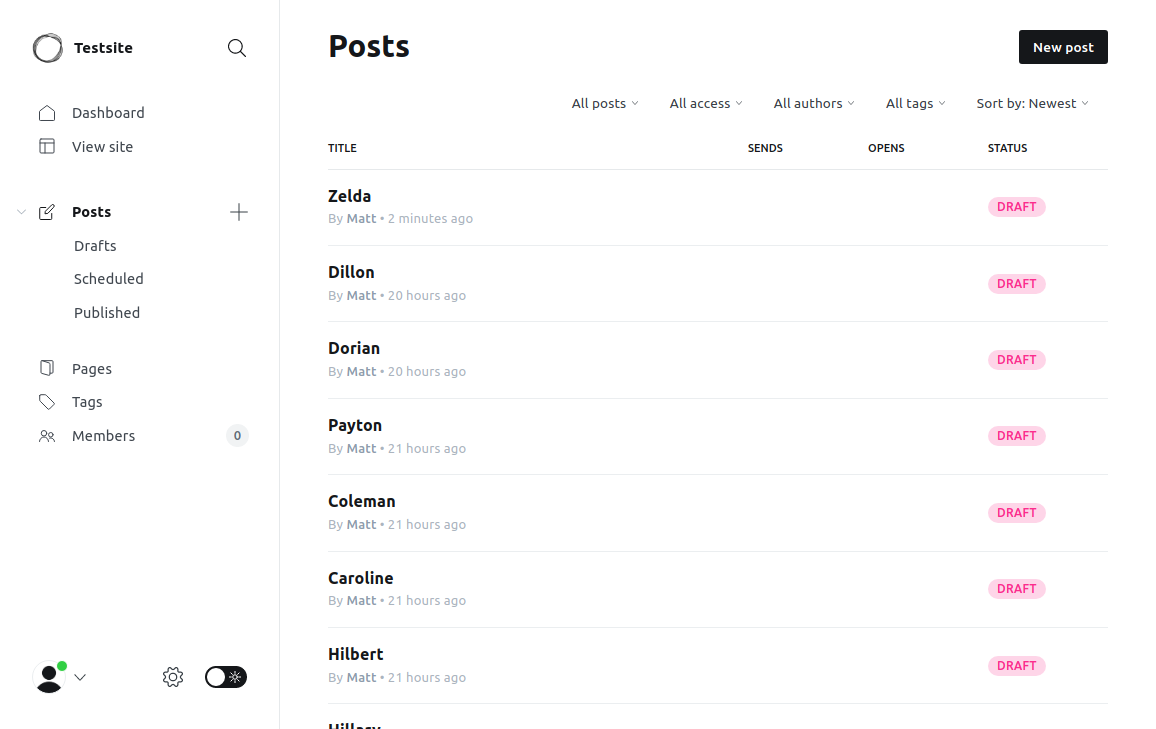 Testsite
Dashboard
View site
Posts
Drafts
Scheduled
Published
Pages
Tags
Members 0
Posts
New post
All posts All access All authors All tags Sort by: Newest
TITLE SENDS OPENS STATUS
Zelda
By Matt • 2 minutes ago
DRAFT
Dillon
By Matt • 20 hours ago
DRAFT
Dorian
By Matt • 20 hours ago
DRAFT
Payton
By Matt • 21 hours ago
DRAFT
Coleman
By Matt • 21 hours ago
DRAFT
Caroline
By Matt • 21 hours ago
DRAFT
Hilbert
By Matt • 21 hours ago
DRAFT
Hillary